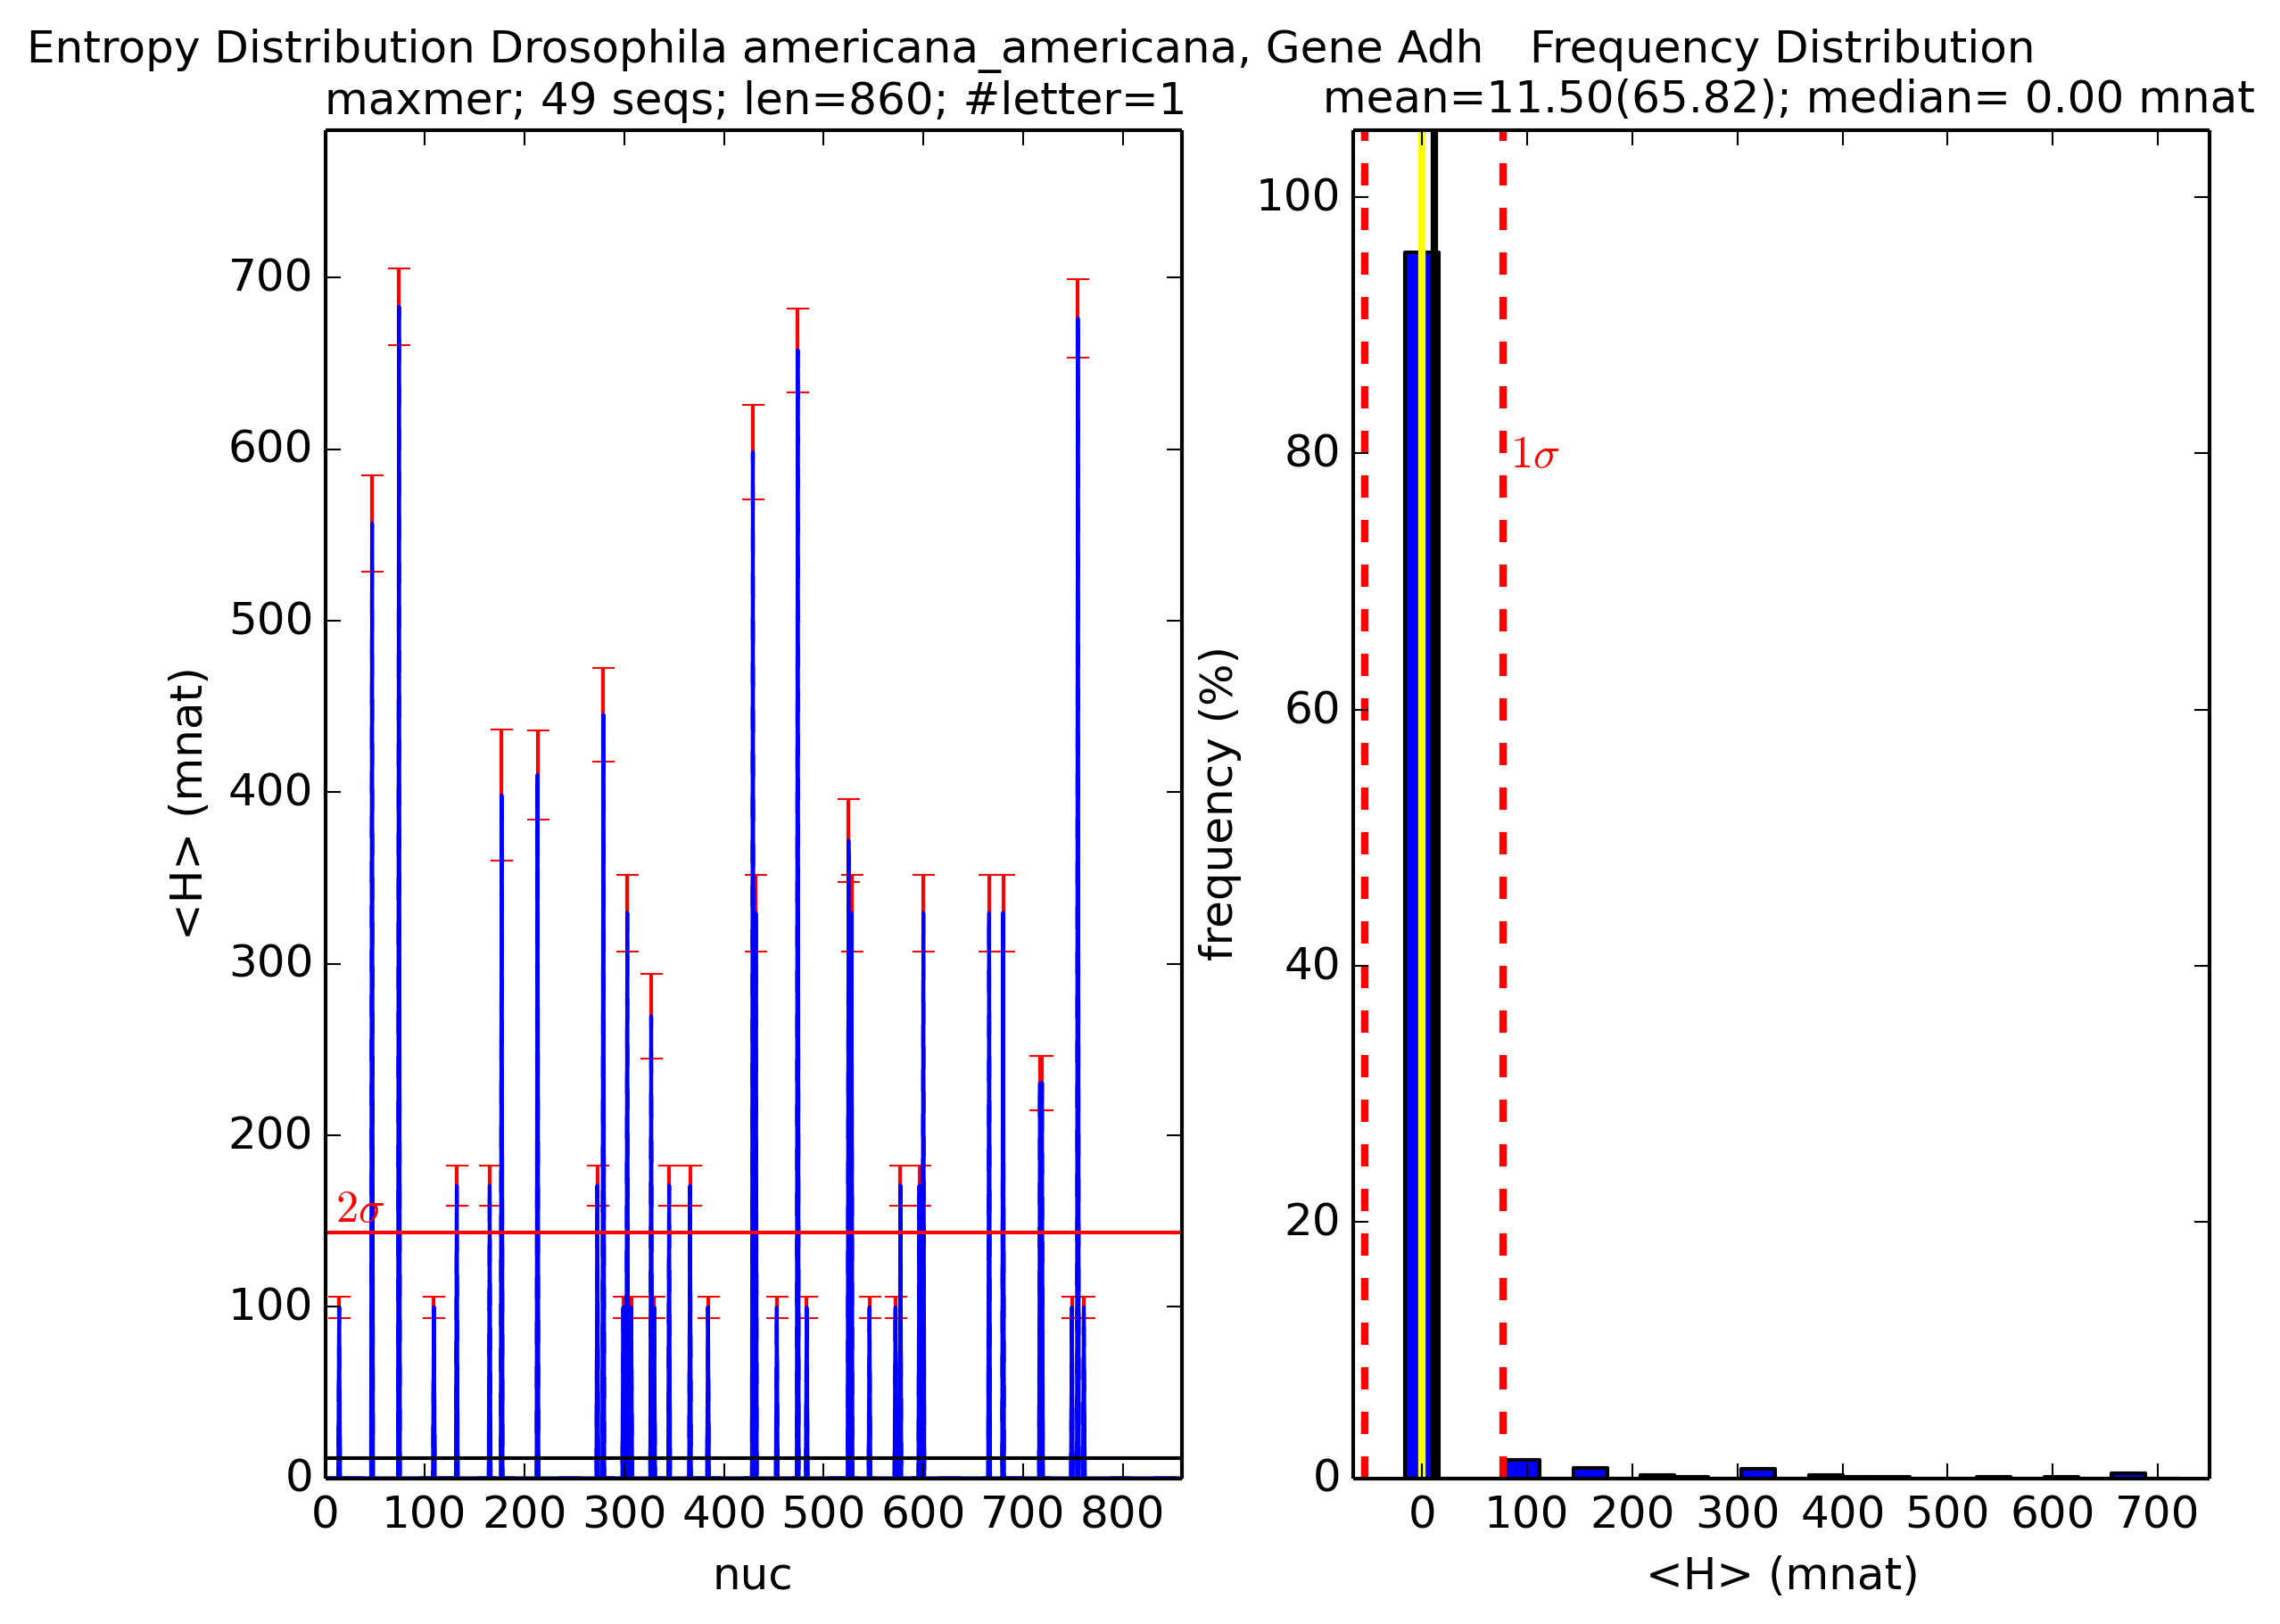 Entropy Distribution Drosophila americana_americana, Gene Adh
maxmer; 49 seqs; len=860; #letter=1
Frequency Distribution
mean=11.50(65.82); median= 0.00 mnat
<H> (mnat)
700
600
500
400
300
200
100
0
2σ
0 100 200 300 400 500 600 700 800
nuc
frequency (%)
100
80
60
40
20
0
1σ
0 100 200 300 400 500 600 700
<H> (mnat)